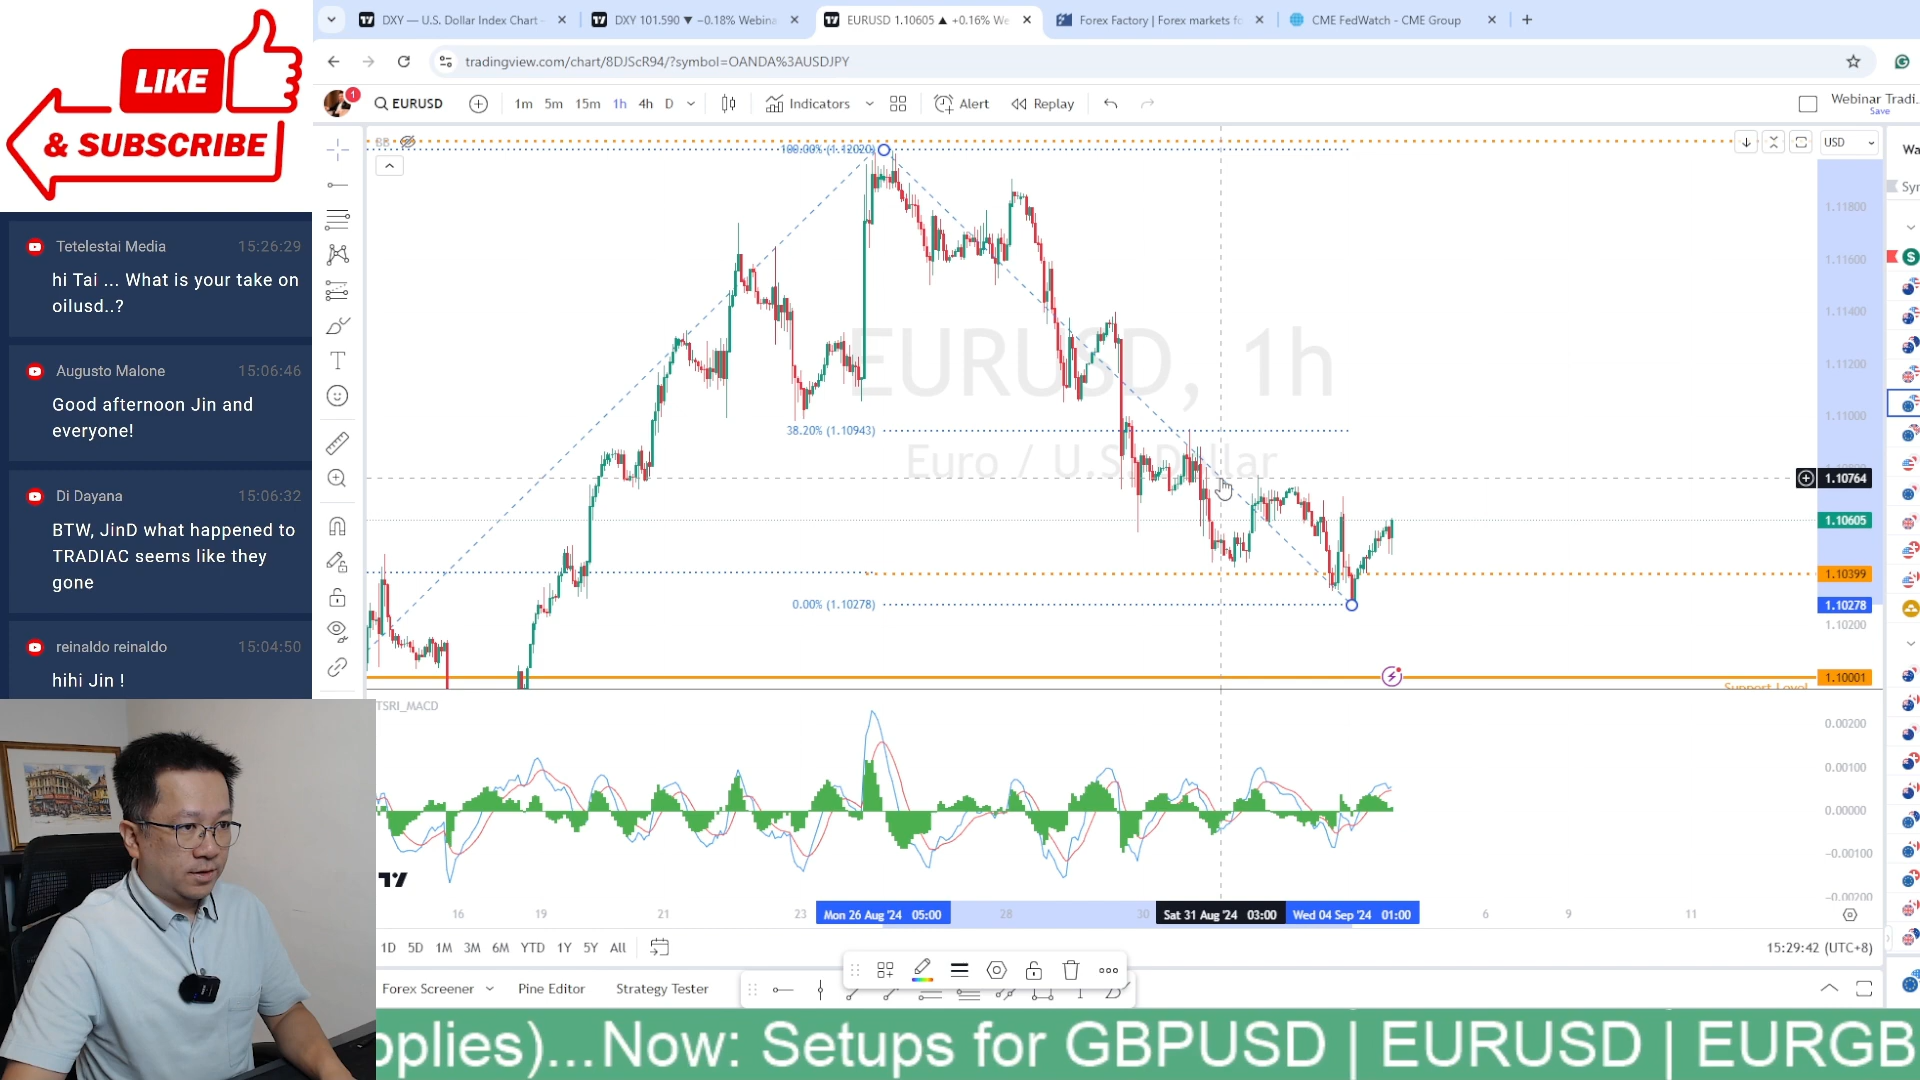 LIKE
& SUBSCRIBE
Tetelestai Media 15:26:29
hi Tai ... What is your take on
oilusd..?
Augusto Malone 15:06:46
Good afternoon Jin and
everyone!
Di Dayana 15:06:32
BTW, JinD what happened to
TRADIAC seems like they
gone
reinaldo reinaldo 15:04:50
hihi Jin !
DXY — U.S. Dollar Index Chart -
DXY 101.590 ▼ −0.18% Webina
EURUSD 1.10605 ▲ +0.16% We
Forex Factory | Forex markets fo
CME FedWatch - CME Group
tradingview.com/chart/8DJScR94/?symbol=OANDA%3AUSDJPY
1
EURUSD
1m 5m 15m 1h 4h D
Indicators
Alert
Replay
Webinar Tradi...
Save
BB
USD
Wa
Syr
100.00% (1.12020)
38.20% (1.10943)
0.00% (1.10278)
EURUSD, 1h
Euro / U.S. Dollar
1.11800
1.11600
1.11400
1.11200
1.11000
1.10764
1.10605
1.10399
1.10278
1.10200
1.10001
Support Level
TSRI_MACD
0.00200
0.00100
0.00000
−0.00100
−0.00200
16 19 21 23 Mon 26 Aug '24 05:00 28 30 Sat 31 Aug '24 03:00 Wed 04 Sep '24 01:00 6 9 11
1D 5D 1M 3M 6M YTD 1Y 5Y All
15:29:42 (UTC+8)
Forex Screener
Pine Editor
Strategy Tester
pplies)...Now: Setups for GBPUSD | EURUSD | EURGB